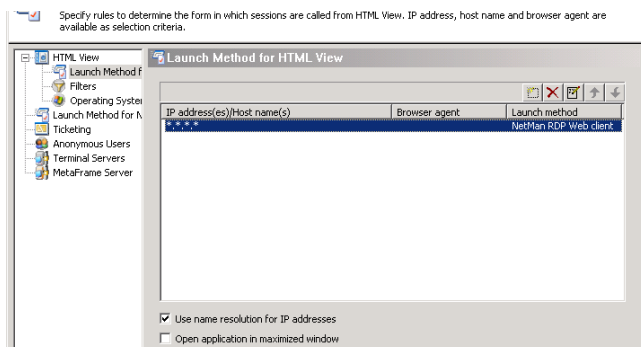 Specify rules to determine the form in which sessions are called from HTML View. IP address, host name and browser agent are
available as selection criteria.
HTML View
Launch Method f
Filters
Operating System
Launch Method for N
Ticketing
Anonymous Users
Terminal Servers
MetaFrame Server
Launch Method for HTML View
IP address(es)/Host name(s) Browser agent Launch method
*.*.*.* NetMan RDP Web client
Use name resolution for IP addresses
Open application in maximized window